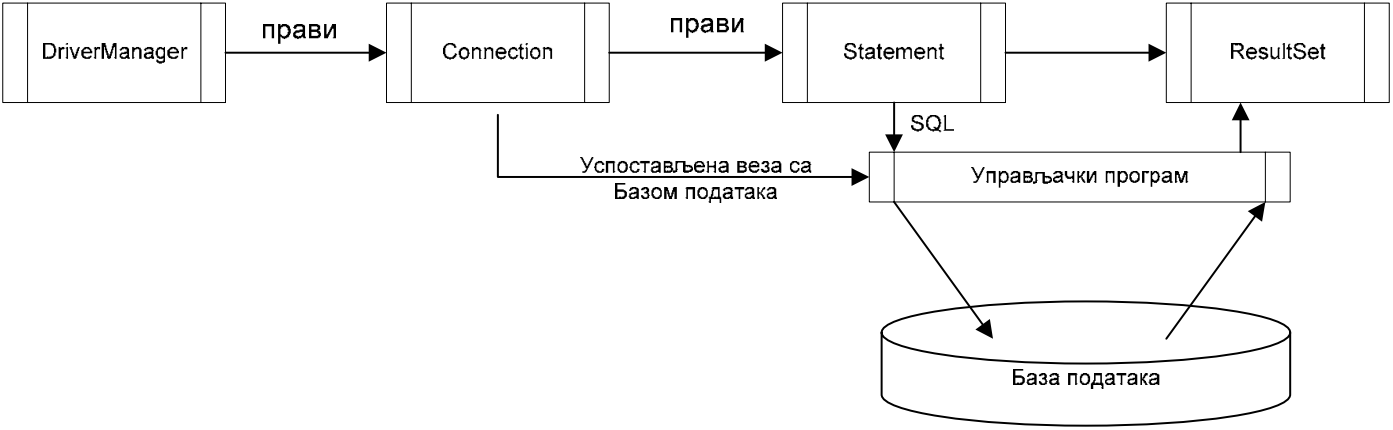 прави
прави
DriverManager
Connection
Statement
ResultSet
SQL
Успостављена веза са
Базом података
Управљачки програм
База података